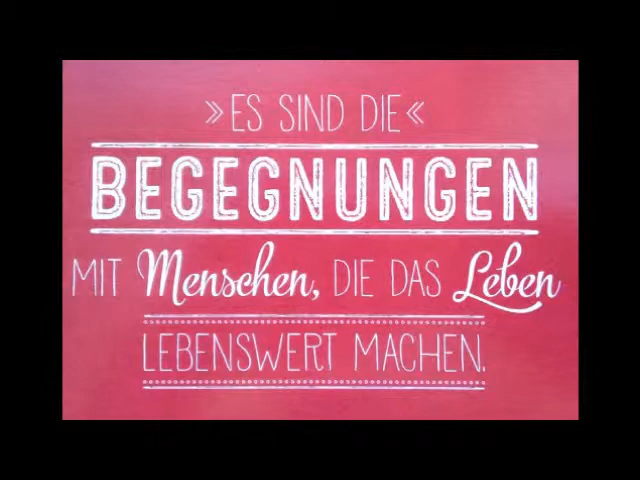 »ES SIND DIE«
BEGEGNUNGEN
MIT Menschen, DIE DAS Leben
LEBENSWERT MACHEN.